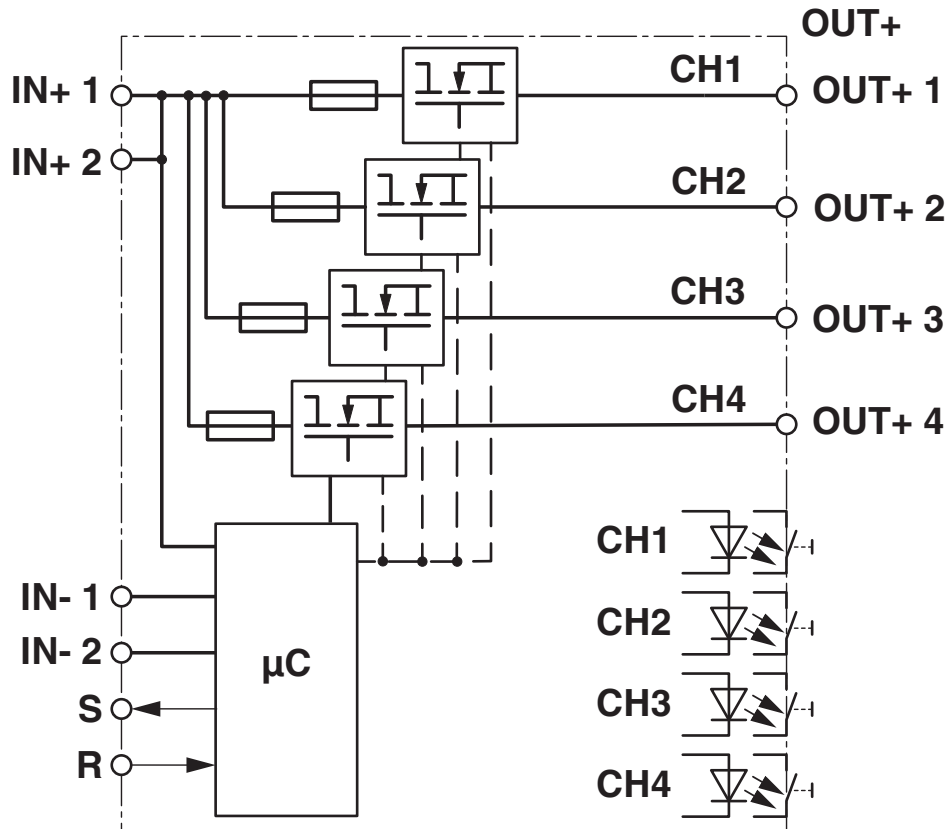 OUT+
IN+ 1
CH1
OUT+ 1
IN+ 2
CH2
OUT+ 2
CH3
OUT+ 3
CH4
OUT+ 4
CH1
IN- 1
CH2
IN- 2
µC
S
CH3
R
CH4